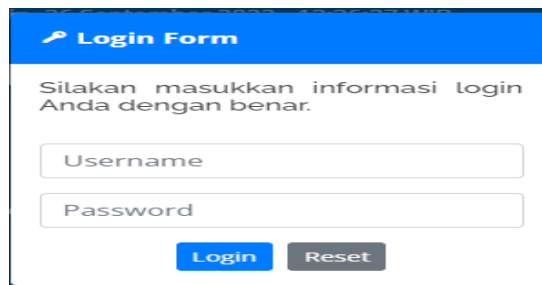 Login Form
Silakan masukkan informasi login
Anda dengan benar.
Username
Password
Login Reset